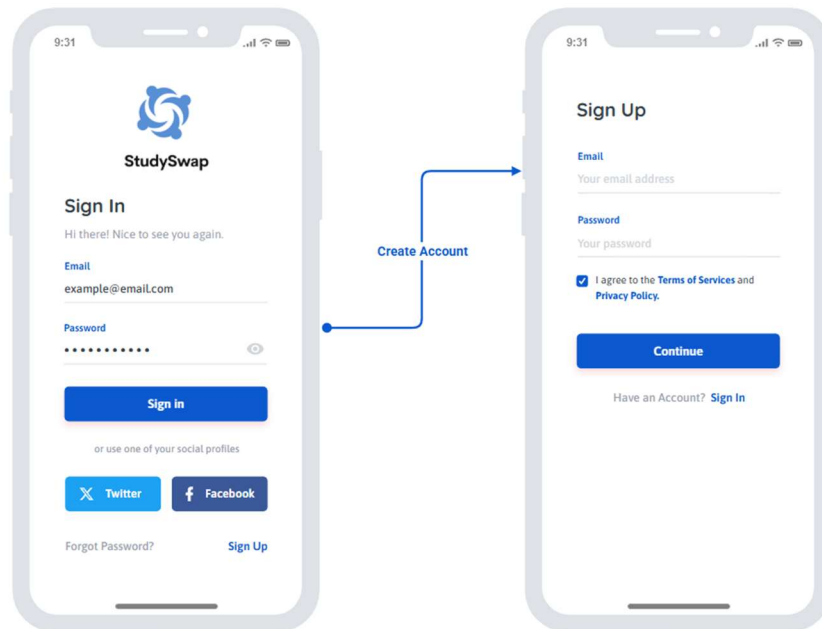 9:31
StudySwap
Sign In
Hi there! Nice to see you again.
Email
example@email.com
Password
•••••••••••
Sign in
or use one of your social profiles
Twitter
Facebook
Forgot Password?
Sign Up
Create Account
9:31
Sign Up
Email
Your email address
Password
Your password
I agree to the Terms of Services and
Privacy Policy.
Continue
Have an Account? Sign In